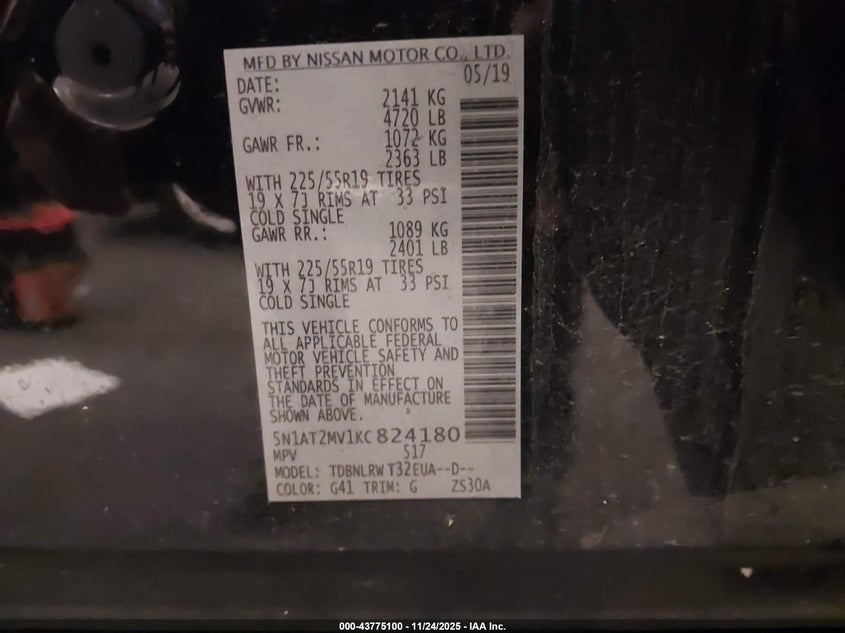 MFD BY NISSAN MOTOR CO., LTD.
DATE: 05/19
GVWR: 2141 KG
4720 LB
GAWR FR.: 1072 KG
2363 LB
WITH 225/55R19 TIRES
19 X 7J RIMS AT 33 PSI
COLD SINGLE
GAWR RR.: 1089 KG
2401 LB
WITH 225/55R19 TIRES
19 X 7J RIMS AT 33 PSI
COLD SINGLE
THIS VEHICLE CONFORMS TO
ALL APPLICABLE FEDERAL
MOTOR VEHICLE SAFETY AND
THEFT PREVENTION
STANDARDS IN EFFECT ON
THE DATE OF MANUFACTURE
SHOWN ABOVE.
5N1AT2MV1KC824180
MPV 517
MODEL: TDBNLRW T32EUA--D--
COLOR: G41 TRIM: G ZS30A
000-43775100 - 11/24/2025 - IAA Inc.